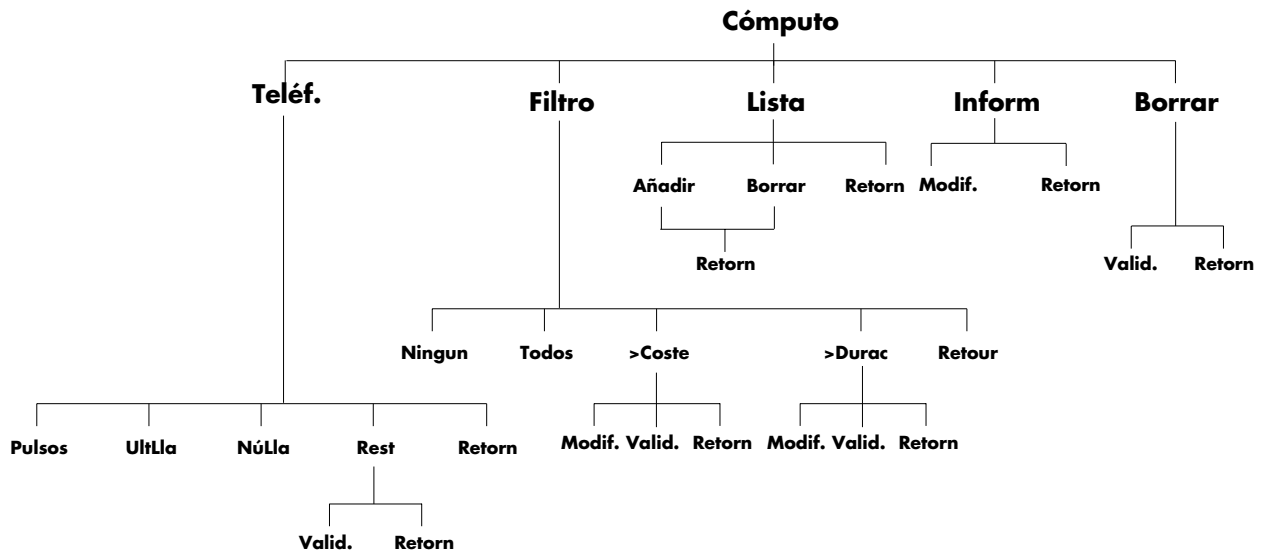 Cómputo
Teléf. Filtro Lista Inform Borrar
Añadir Borrar Retorn Modif. Retorn
Retorn Valid. Retorn
Ningun Todos >Coste >Durac Retour
Pulsos UltLla NúLla Rest Retorn Modif. Valid. Retorn Modif. Valid. Retorn
Valid. Retorn